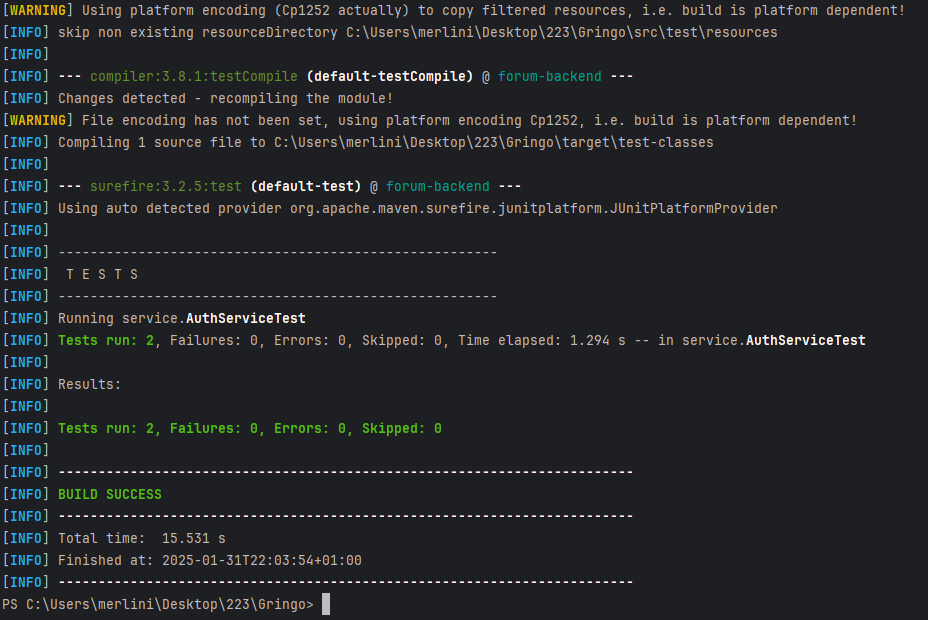 [WARNING] Using platform encoding (Cp1252 actually) to copy filtered resources, i.e. build is platform dependent!
[INFO] skip non existing resourceDirectory C:\Users\merlini\Desktop\223\Gringo\src\test\resources
[INFO]
[INFO] --- compiler:3.8.1:testCompile (default-testCompile) @ forum-backend ---
[INFO] Changes detected - recompiling the module!
[WARNING] File encoding has not been set, using platform encoding Cp1252, i.e. build is platform dependent!
[INFO] Compiling 1 source file to C:\Users\merlini\Desktop\223\Gringo\target\test-classes
[INFO]
[INFO] --- surefire:3.2.5:test (default-test) @ forum-backend ---
[INFO] Using auto detected provider org.apache.maven.surefire.junitplatform.JUnitPlatformProvider
[INFO]
[INFO] -------------------------------------------------------
[INFO]  T E S T S
[INFO] -------------------------------------------------------
[INFO] Running service.AuthServiceTest
[INFO] Tests run: 2, Failures: 0, Errors: 0, Skipped: 0, Time elapsed: 1.294 s -- in service.AuthServiceTest
[INFO]
[INFO] Results:
[INFO]
[INFO] Tests run: 2, Failures: 0, Errors: 0, Skipped: 0
[INFO]
[INFO] ------------------------------------------------------------------------
[INFO] BUILD SUCCESS
[INFO] ------------------------------------------------------------------------
[INFO] Total time:  15.531 s
[INFO] Finished at: 2025-01-31T22:03:54+01:00
[INFO] ------------------------------------------------------------------------
PS C:\Users\merlini\Desktop\223\Gringo>